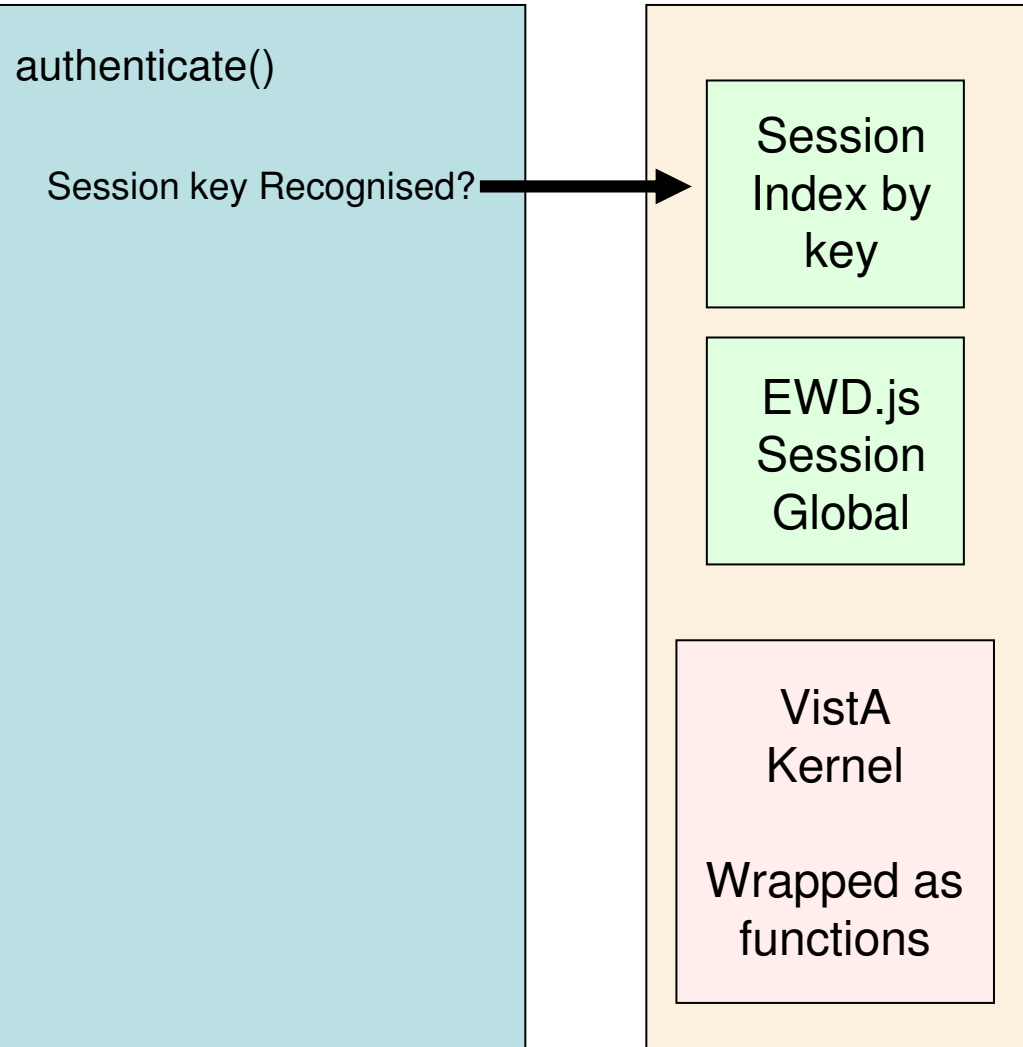 authenticate()
Session key Recognised?
Session
Index by
key
EWD.js
Session
Global
VistA
Kernel
Wrapped as
functions